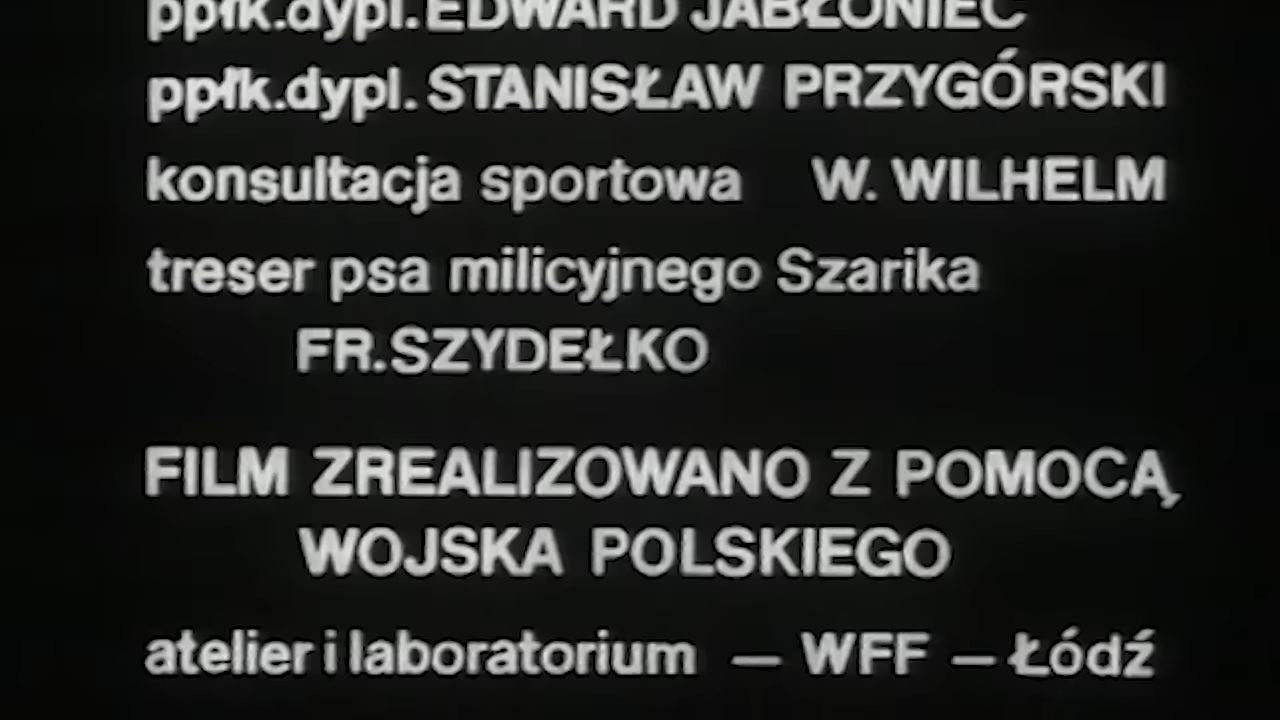 ppłk.dypl. EDWARD JABŁONIEC
ppłk.dypl. STANISŁAW PRZYGÓRSKI
konsultacja sportowa W. WILHELM
treser psa milicyjnego Szarika
FR. SZYDEŁKO
FILM ZREALIZOWANO Z POMOCĄ
WOJSKA POLSKIEGO
atelier i laboratorium — WFF — Łódź